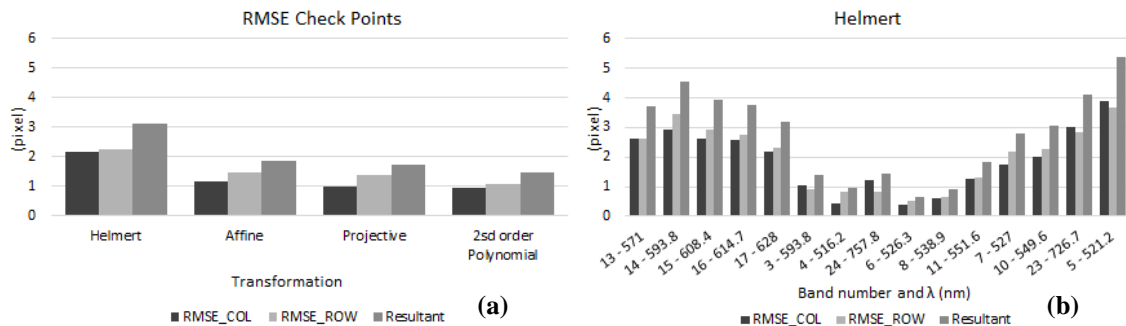 RMSE Check Points
6
5
4
3
2
1
0
(pixel)
Helmert
Affine
Projective
2sd order
Polynomial
Transformation
(a)
RMSE_COL
RMSE_ROW
Resultant
Helmert
6
5
4
3
2
1
0
(pixel)
13 - 571
14 - 593.8
15 - 608.4
16 - 614.7
17 - 628
3 - 593.8
4 - 516.2
24 - 757.8
6 - 526.3
8 - 538.9
11 - 551.6
7 - 527
10 - 549.6
23 - 726.7
5 - 521.2
Band number and λ (nm)
(b)
RMSE_COL
RMSE_ROW
Resultant